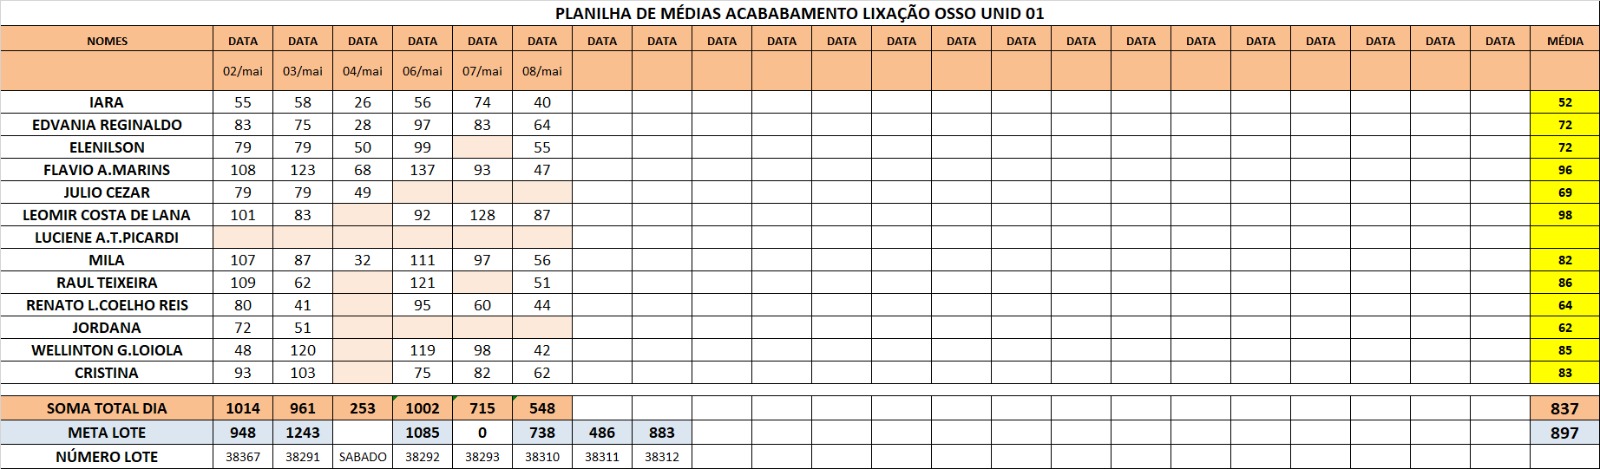 PLANILHA DE MÉDIAS ACABABAMENTO LIXAÇÃO OSSO UNID 01
NOMES DATA DATA DATA DATA DATA DATA DATA DATA DATA DATA DATA DATA DATA DATA DATA DATA DATA DATA DATA DATA DATA DATA MÉDIA
02/mai 03/mai 04/mai 06/mai 07/mai 08/mai
IARA 55 58 26 56 74 40 52
EDVANIA REGINALDO 83 75 28 97 83 64 72
ELENILSON 79 79 50 99 55 72
FLAVIO A.MARINS 108 123 68 137 93 47 96
JULIO CEZAR 79 79 49 69
LEOMIR COSTA DE LANA 101 83 92 128 87 98
LUCIENE A.T.PICARDI
MILA 107 87 32 111 97 56 82
RAUL TEIXEIRA 109 62 121 51 86
RENATO L.COELHO REIS 80 41 95 60 44 64
JORDANA 72 51 62
WELLINTON G.LOIOLA 48 120 119 98 42 85
CRISTINA 93 103 75 82 62 83
SOMA TOTAL DIA 1014 961 253 1002 715 548 837
META LOTE 948 1243 1085 0 738 486 883 897
NÚMERO LOTE 38367 38291 SABADO 38292 38293 38310 38311 38312